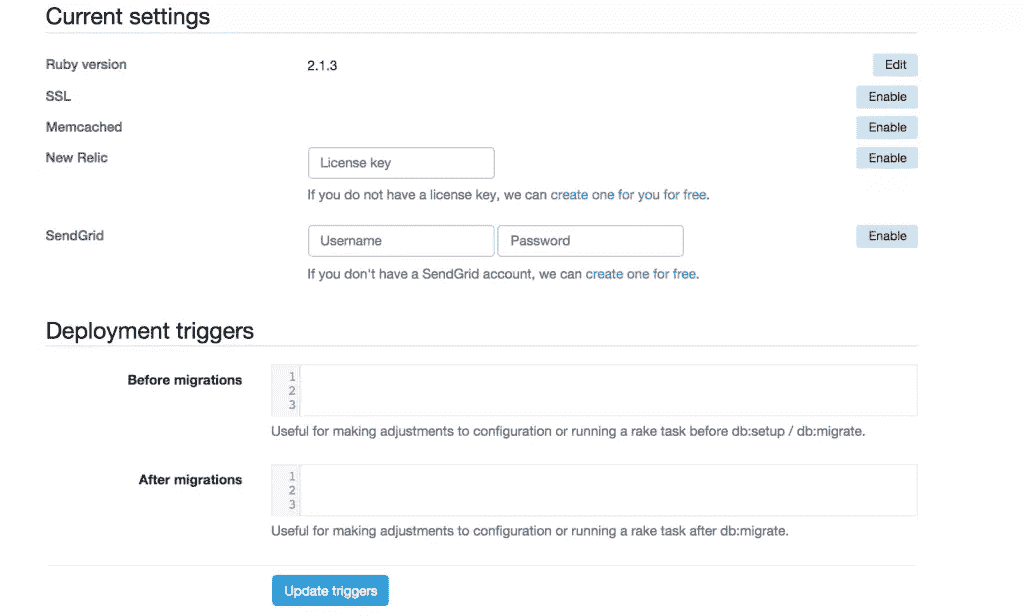 Current settings
Ruby version 2.1.3 Edit
SSL Enable
Memcached Enable
New Relic License key Enable
If you do not have a license key, we can create one for you for free.
SendGrid Username Password Enable
If you don't have a SendGrid account, we can create one for free.
Deployment triggers
Before migrations 1
2
3
Useful for making adjustments to configuration or running a rake task before db:setup / db:migrate.
After migrations 1
2
3
Useful for making adjustments to configuration or running a rake task after db:migrate.
Update triggers